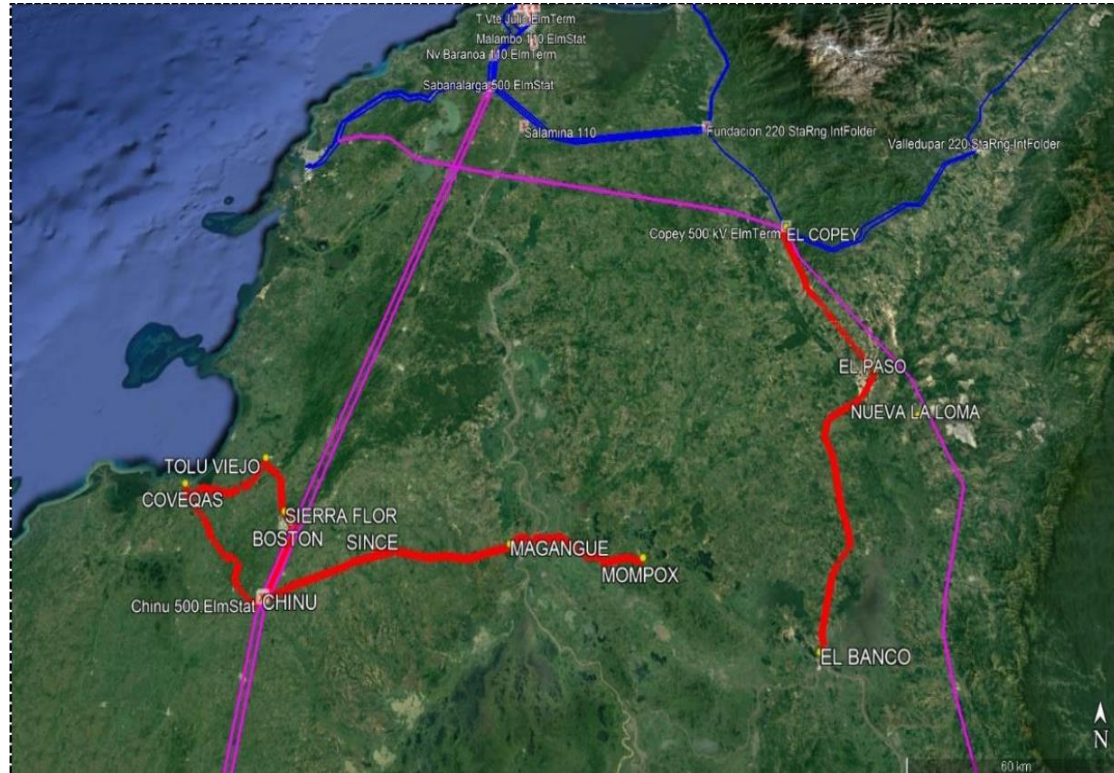 T Vte Julio ElmTerm
Malambo 110.ElmStat
Nv Baranoa 110.ElmTerm
Sabanalarga 500.ElmStat
Salamina 110
Fundacion 220 StaRng.IntFolder
Valledupar 220 StaRng.IntFolder
Copey 500 kV.ElmTerm
EL COPEY
EL PASO
NUEVA LA LOMA
TOLU VIEJO
COVEÑAS
SIERRA FLOR
BOSTON
SINCE
MAGANGUE
MOMPOX
Chinu 500.ElmStat
CHINU
EL BANCO
N
60 km